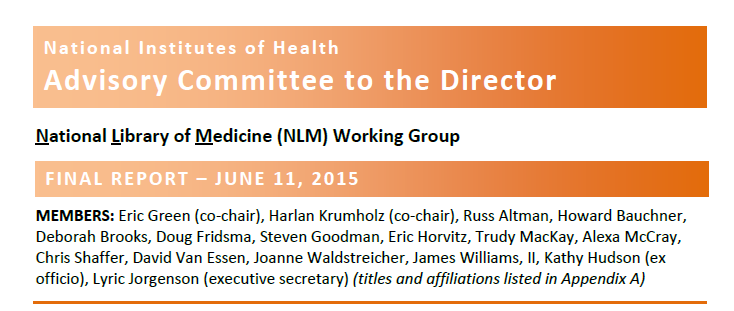 National Institutes of Health
Advisory Committee to the Director
National Library of Medicine (NLM) Working Group
FINAL REPORT – JUNE 11, 2015
MEMBERS: Eric Green (co-chair), Harlan Krumholz (co-chair), Russ Altman, Howard Bauchner,
Deborah Brooks, Doug Fridsma, Steven Goodman, Eric Horvitz, Trudy MacKay, Alexa McCray,
Chris Shaffer, David Van Essen, Joanne Waldstreicher, James Williams, II, Kathy Hudson (ex
officio), Lyric Jorgenson (executive secretary) (titles and affiliations listed in Appendix A)